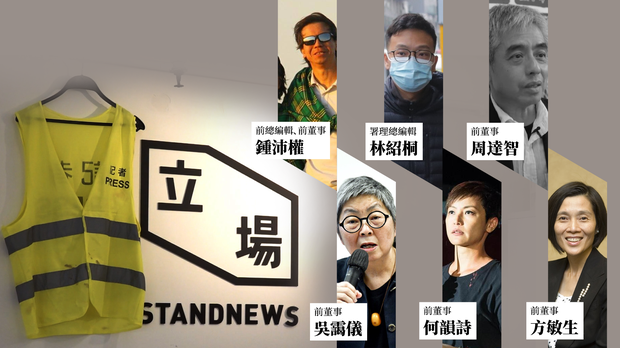 記者
PRESS
立
場
STANDNEWS
前總編輯、前董事
鍾沛權
署理總編輯
林紹桐
前董事
周達智
前董事
吳靄儀
前董事
何韻詩
前董事
方敏生